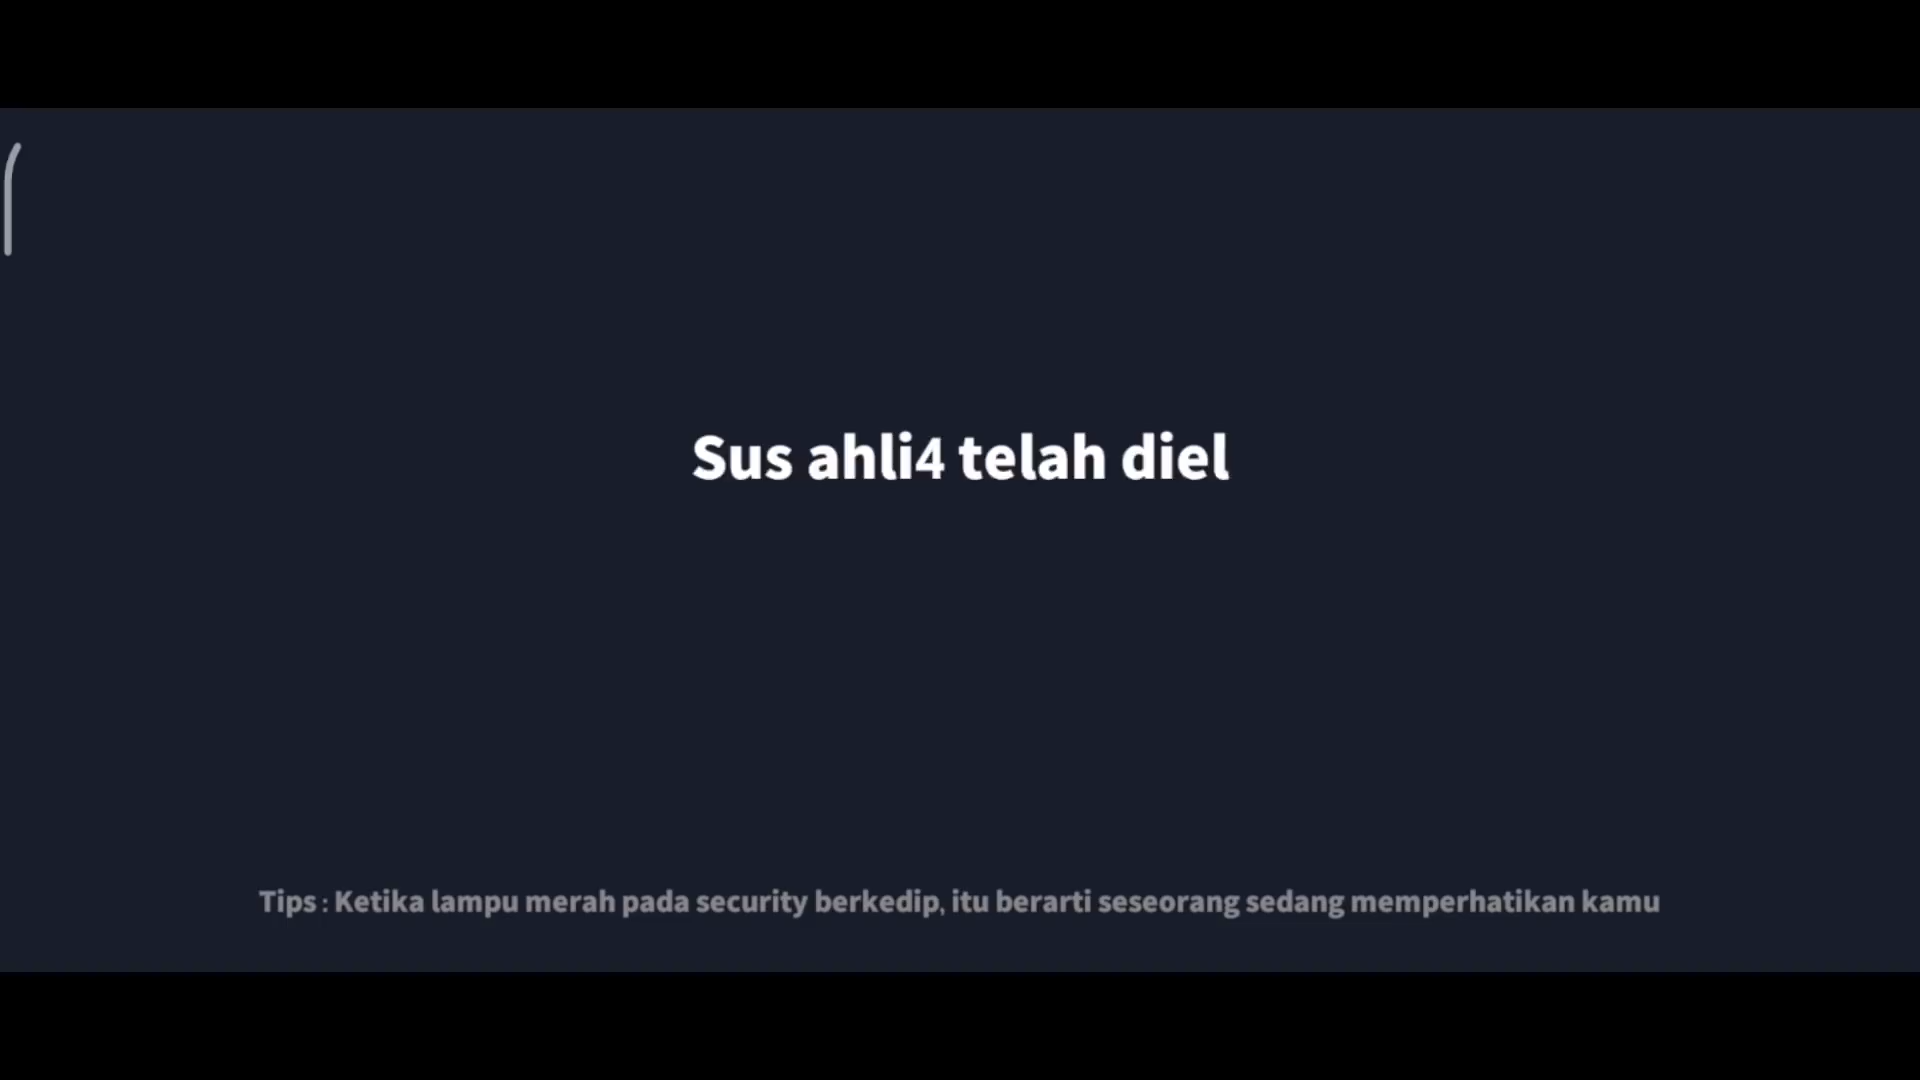 Sus ahli4 telah diel
Tips : Ketika lampu merah pada security berkedip, itu berarti seseorang sedang memperhatikan kamu